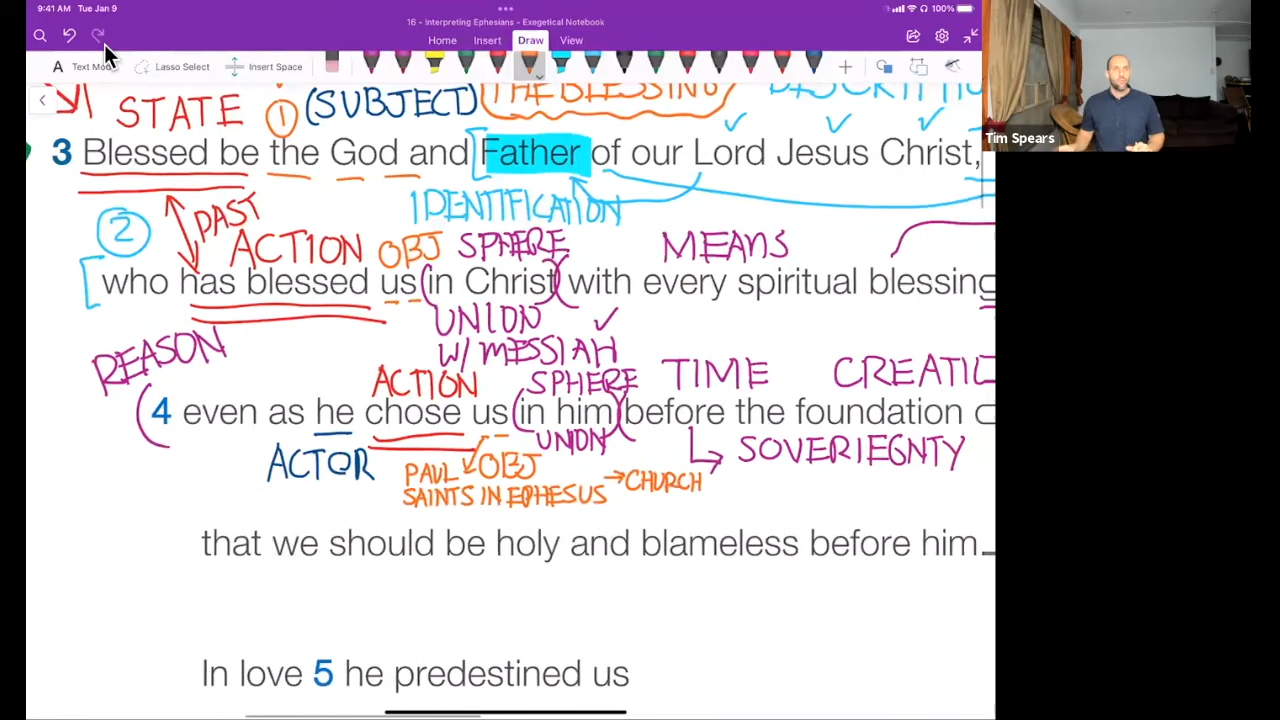 9:41 AM Tue Jan 9
100%
16 - Interpreting Ephesians - Exegetical Notebook
Home Insert Draw View
Text Mode Lasso Select Insert Space
Tim Spears
STATE 1 (SUBJECT) THE BLESSING
3 Blessed be the God and Father of our Lord Jesus Christ,
IDENTIFICATION
2 PAST
ACTION OBJ SPHERE MEANS
who has blessed us in Christ with every spiritual blessing
UNION
W/ MESSIAH
REASON
ACTION SPHERE TIME
4 even as he chose us in him before the foundation
UNION
ACTOR OBJ SOVERIEGNTY
PAUL
SAINTS IN EPHESUS → CHURCH
that we should be holy and blameless before him.
In love 5 he predestined us